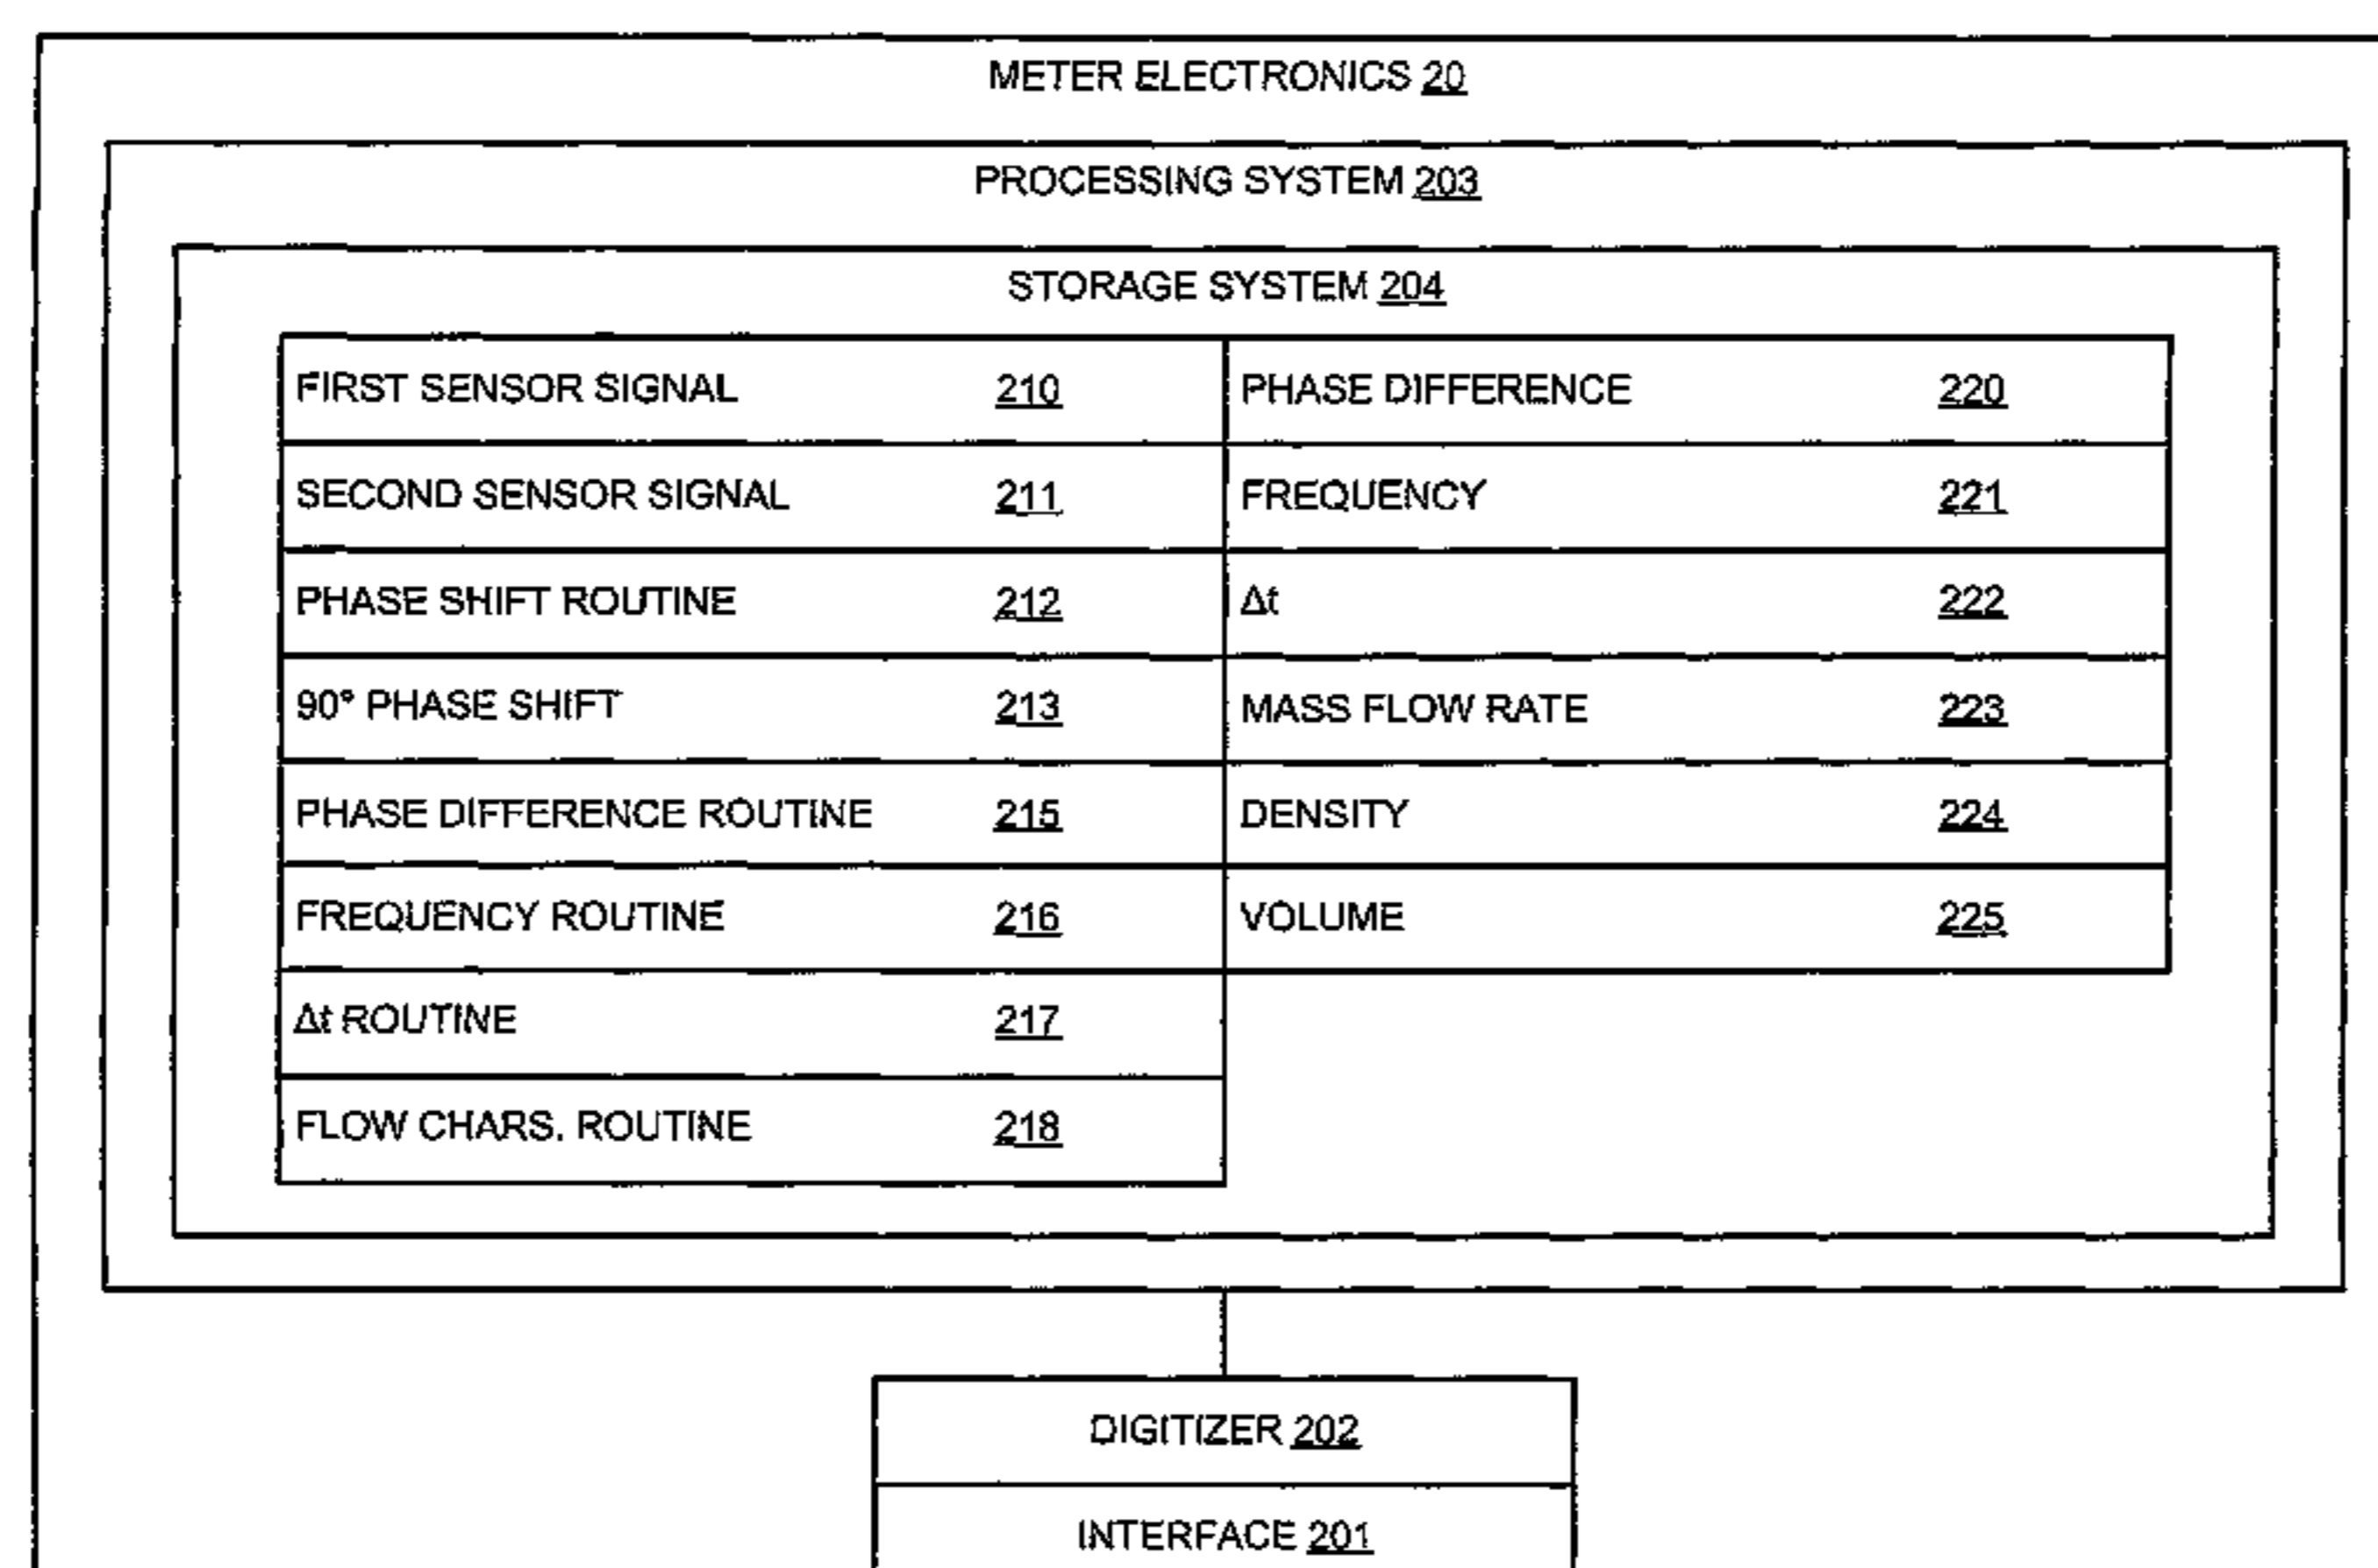 METER ELECTRONICS 20
PROCESSING SYSTEM 203
STORAGE SYSTEM 204
FIRST SENSOR SIGNAL 210 PHASE DIFFERENCE 220
SECOND SENSOR SIGNAL 211 FREQUENCY 221
PHASE SHIFT ROUTINE 212 Δt 222
90° PHASE SHIFT 213 MASS FLOW RATE 223
PHASE DIFFERENCE ROUTINE 215 DENSITY 224
FREQUENCY ROUTINE 216 VOLUME 225
Δt ROUTINE 217
FLOW CHARS. ROUTINE 218
DIGITIZER 202
INTERFACE 201